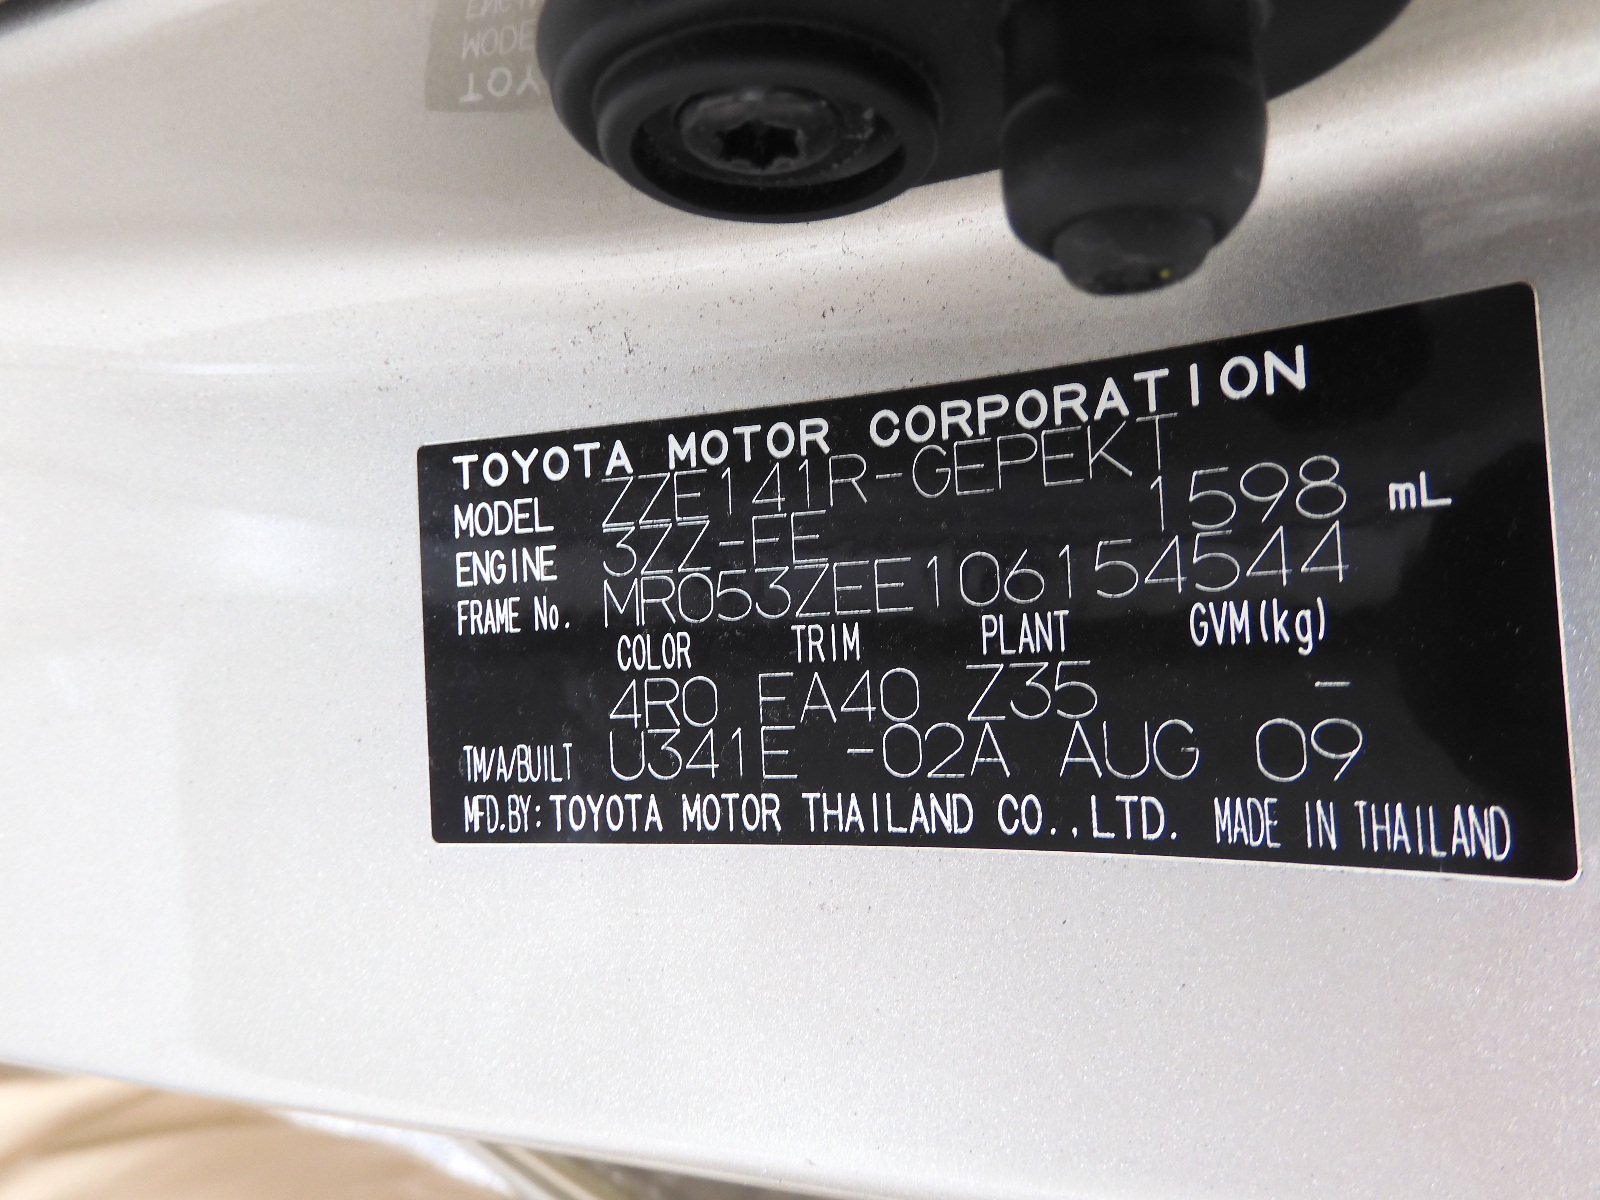 TOYOTA MOTOR CORPORATION
MODEL ZZE141R-GEPEKT
ENGINE 3ZZ-FE 1598 mL
FRAME No. MR053ZEE106154544
COLOR TRIM PLANT GVM(kg)
4R0 EA40 Z35 -
TM/A/BUILT U341E -02A AUG 09
MFD.BY: TOYOTA MOTOR THAILAND CO.,LTD. MADE IN THAILAND